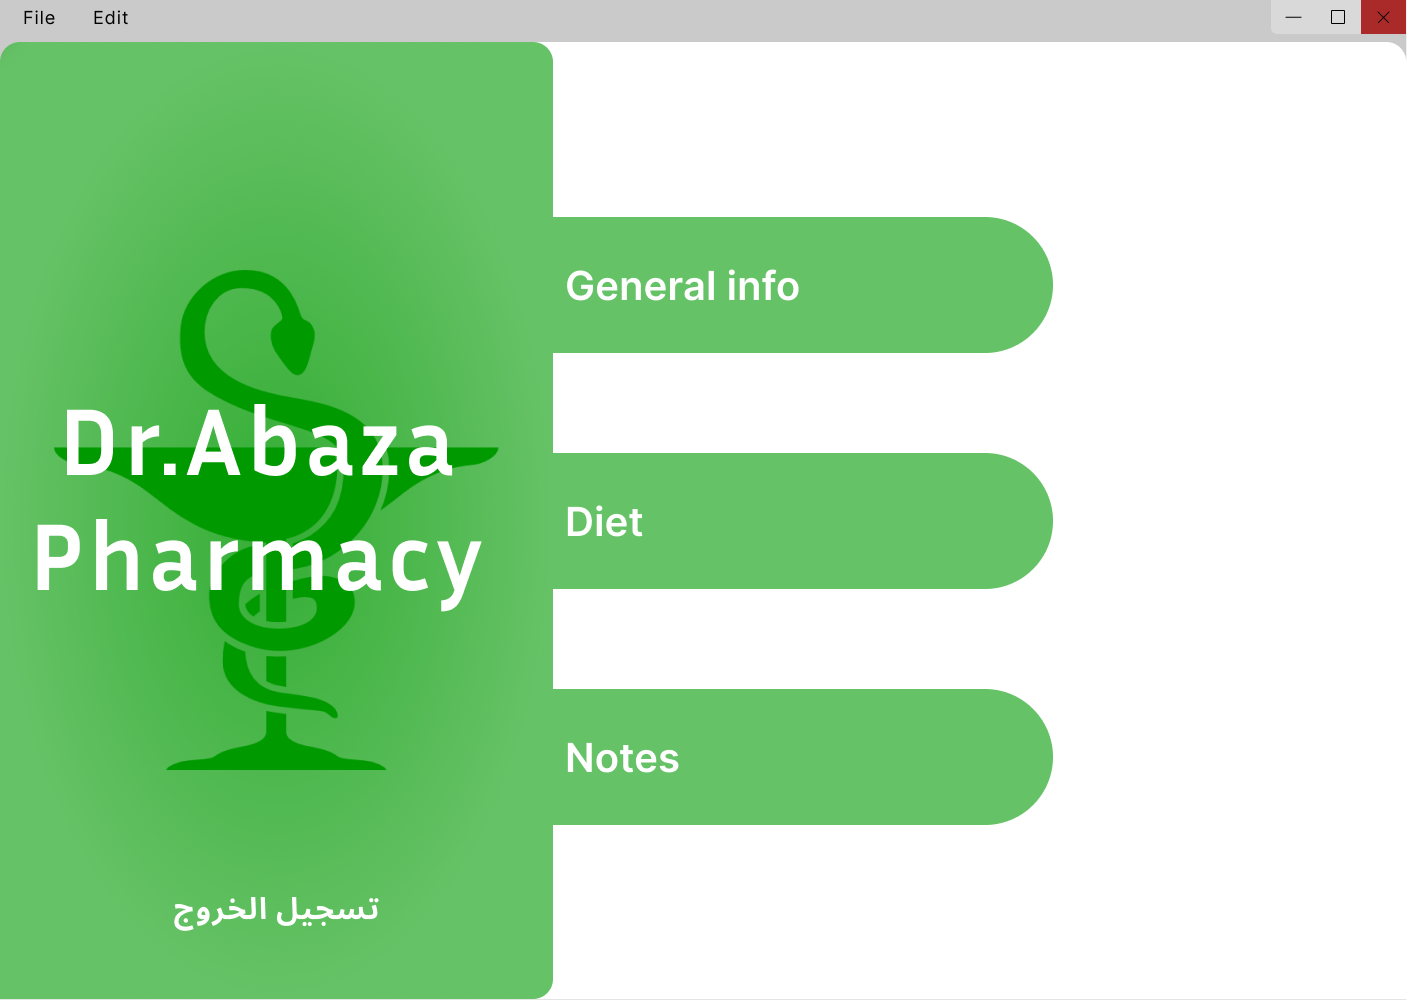 File Edit
Dr.Abaza
Pharmacy
General info
Diet
Notes
تسجيل الخروج